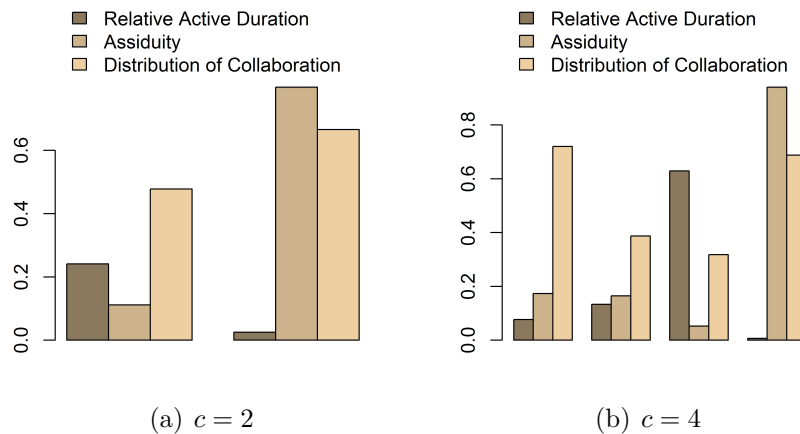 Relative Active Duration
Assiduity
Distribution of Collaboration
0.6
0.4
0.2
0.0
(a) c = 2
Relative Active Duration
Assiduity
Distribution of Collaboration
0.8
0.6
0.4
0.2
0.0
(b) c = 4